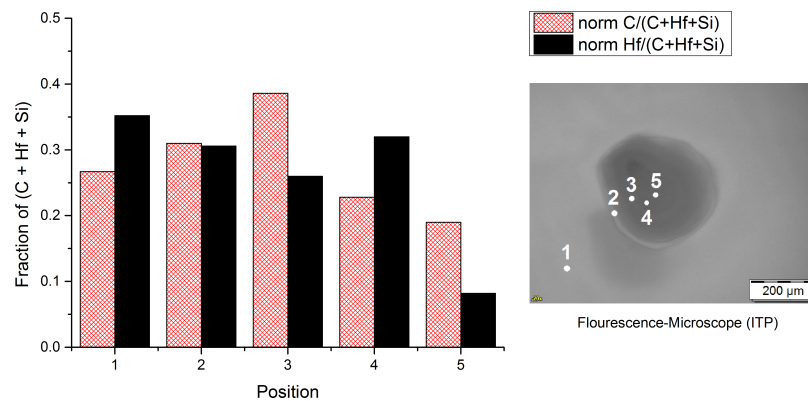 0.5
0.4
0.3
0.2
0.1
0.0
Fraction of (C + Hf + Si)
1 2 3 4 5
Position
norm C/(C+Hf+Si)
norm Hf/(C+Hf+Si)
1
2
3
4
5
200 µm
Flourescence-Microscope (ITP)